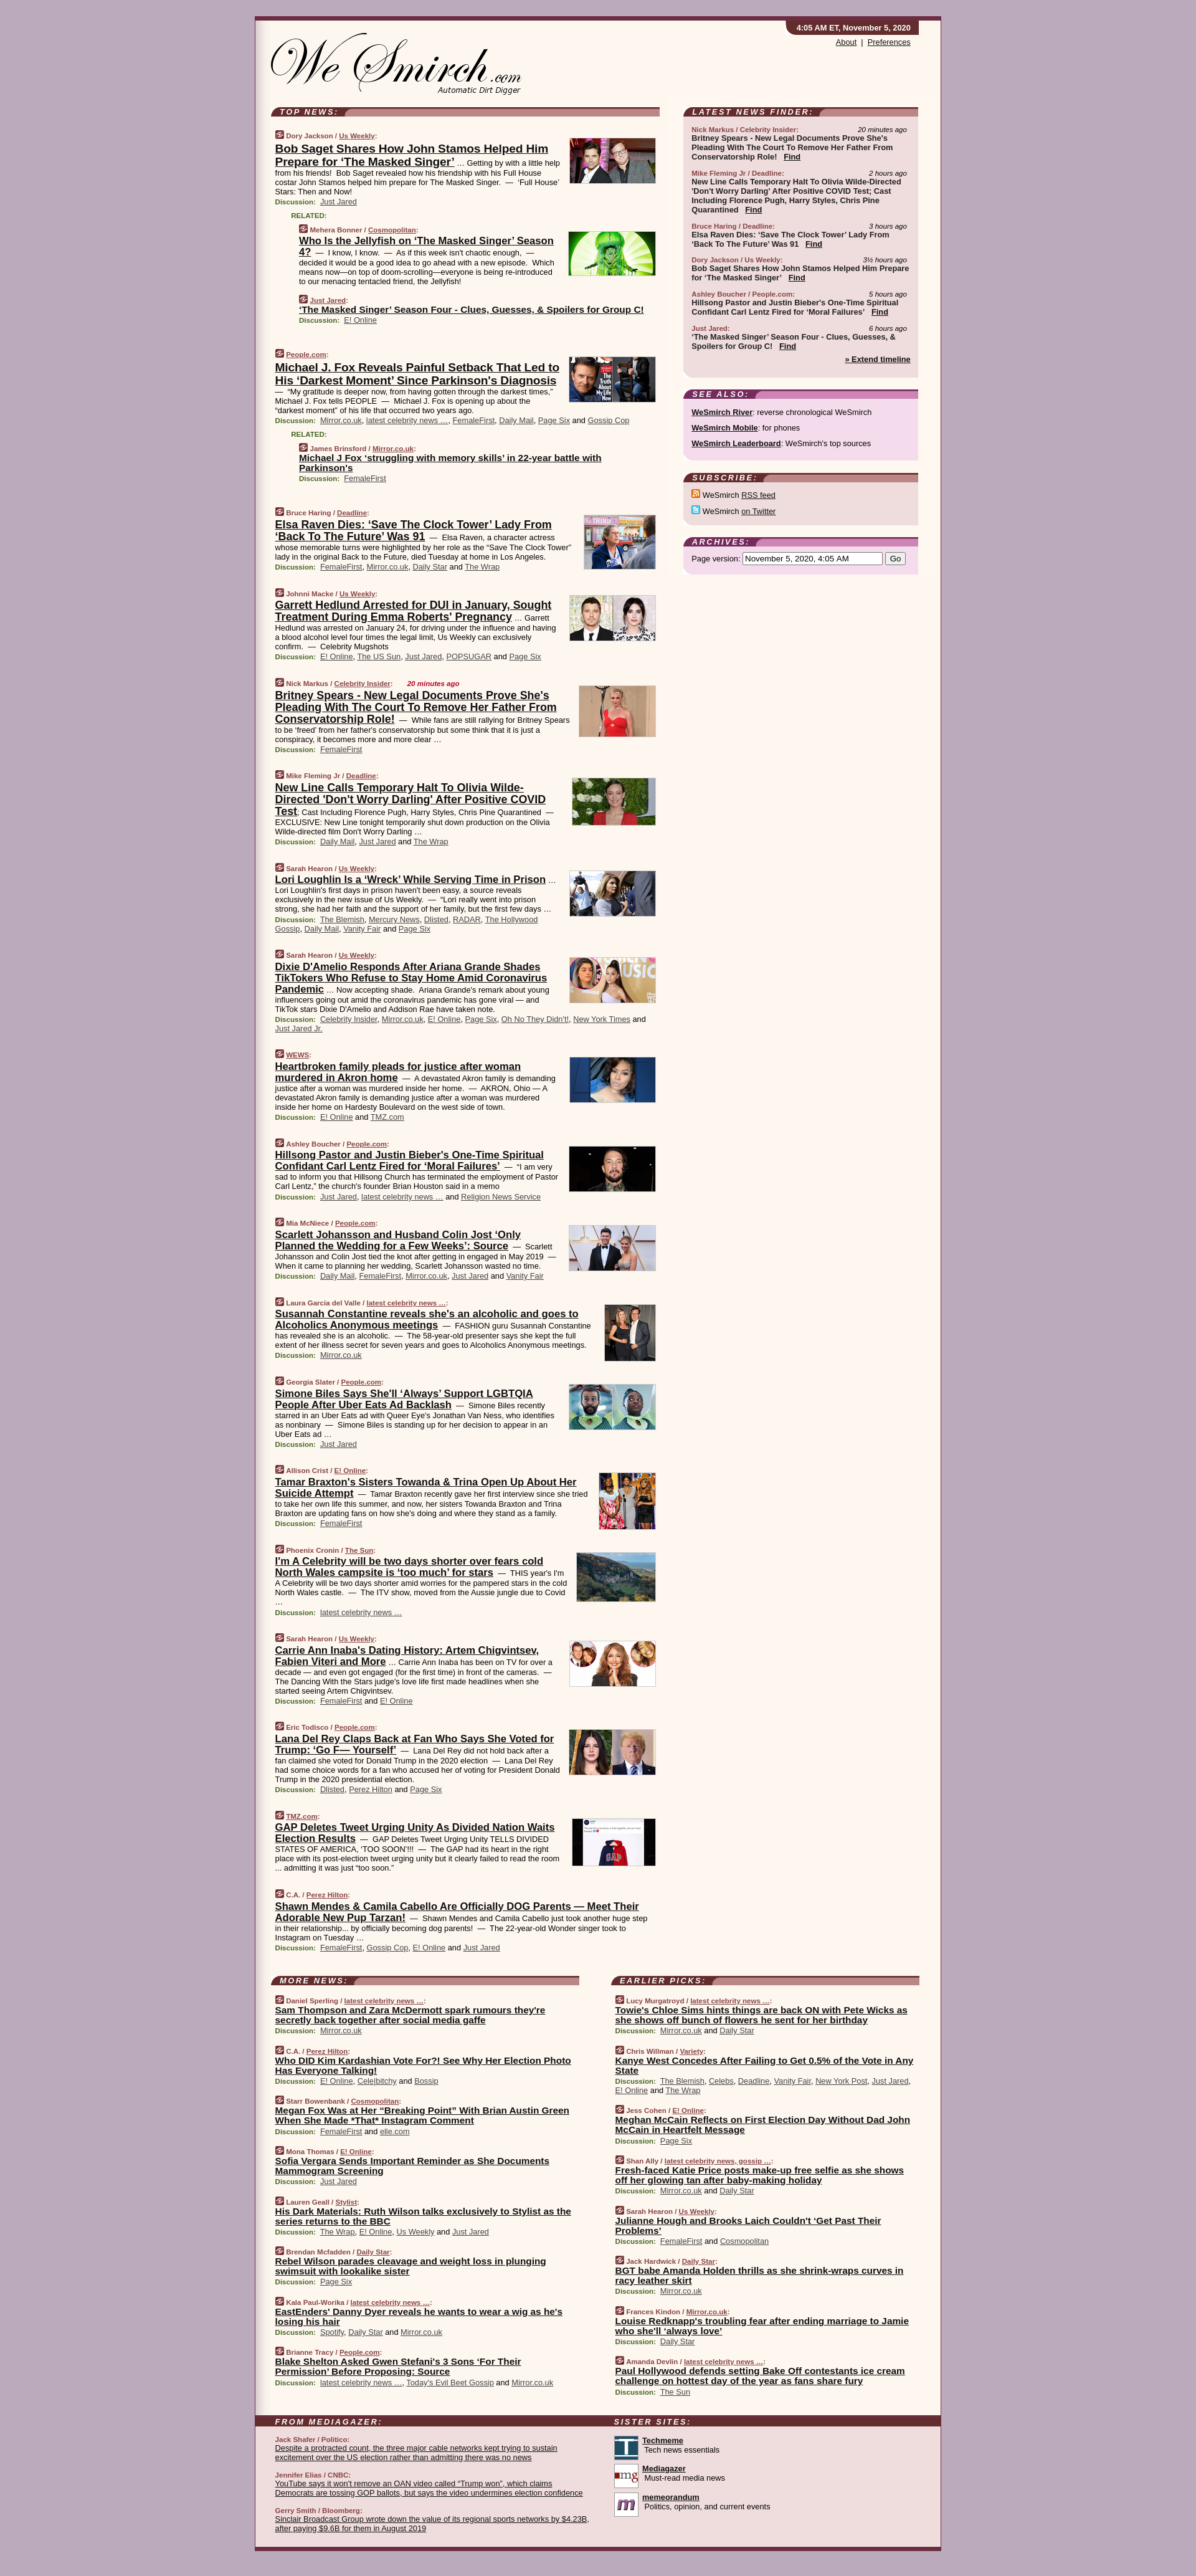 4:05 AM ET, November 5, 2020
About | Preferences
We Smirch.com
Automatic Dirt Digger
TOP NEWS:
Dory Jackson / Us Weekly:
Bob Saget Shares How John Stamos Helped Him
Prepare for ‘The Masked Singer’ … Getting by with a little help
from his friends! Bob Saget revealed how his friendship with his Full House
costar John Stamos helped him prepare for The Masked Singer. — ‘Full House’
Stars: Then and Now!
Discussion: Just Jared
RELATED:
Mehera Bonner / Cosmopolitan:
Who Is the Jellyfish on ‘The Masked Singer’ Season
4? — I know, I know. — As if this week isn't chaotic enough, —
decided it would be a good idea to go ahead with a new episode. Which
means now—on top of doom-scrolling—everyone is being re-introduced
to our menacing tentacled friend, the Jellyfish!
Just Jared:
‘The Masked Singer’ Season Four - Clues, Guesses, & Spoilers for Group C!
Discussion: E! Online
People.com:
Michael J. Fox Reveals Painful Setback That Led to
His ‘Darkest Moment’ Since Parkinson's Diagnosis
— “My gratitude is deeper now, from having gotten through the darkest times,”
Michael J. Fox tells PEOPLE — Michael J. Fox is opening up about the
“darkest moment” of his life that occurred two years ago.
Discussion: Mirror.co.uk, latest celebrity news …, FemaleFirst, Daily Mail, Page Six and Gossip Cop
RELATED:
James Brinsford / Mirror.co.uk:
Michael J Fox ‘struggling with memory skills’ in 22-year battle with
Parkinson's
Discussion: FemaleFirst
Bruce Haring / Deadline:
Elsa Raven Dies: ‘Save The Clock Tower’ Lady From
‘Back To The Future’ Was 91 — Elsa Raven, a character actress
whose memorable turns were highlighted by her role as the “Save The Clock Tower”
lady in the original Back to the Future, died Tuesday at home in Los Angeles.
Discussion: FemaleFirst, Mirror.co.uk, Daily Star and The Wrap
Johnni Macke / Us Weekly:
Garrett Hedlund Arrested for DUI in January, Sought
Treatment During Emma Roberts' Pregnancy … Garrett
Hedlund was arrested on January 24, for driving under the influence and having
a blood alcohol level four times the legal limit, Us Weekly can exclusively
confirm. — Celebrity Mugshots
Discussion: E! Online, The US Sun, Just Jared, POPSUGAR and Page Six
Nick Markus / Celebrity Insider: 20 minutes ago
Britney Spears - New Legal Documents Prove She's
Pleading With The Court To Remove Her Father From
Conservatorship Role! — While fans are still rallying for Britney Spears
to be ‘freed’ from her father's conservatorship but some think that it is just a
conspiracy, it becomes more and more clear …
Discussion: FemaleFirst
Mike Fleming Jr / Deadline:
New Line Calls Temporary Halt To Olivia Wilde-
Directed 'Don't Worry Darling' After Positive COVID
Test; Cast Including Florence Pugh, Harry Styles, Chris Pine Quarantined —
EXCLUSIVE: New Line tonight temporarily shut down production on the Olivia
Wilde-directed film Don't Worry Darling …
Discussion: Daily Mail, Just Jared and The Wrap
Sarah Hearon / Us Weekly:
Lori Loughlin Is a ‘Wreck’ While Serving Time in Prison …
Lori Loughlin's first days in prison haven't been easy, a source reveals
exclusively in the new issue of Us Weekly. — “Lori really went into prison
strong, she had her faith and the support of her family, but the first few days …
Discussion: The Blemish, Mercury News, Dlisted, RADAR, The Hollywood
Gossip, Daily Mail, Vanity Fair and Page Six
Sarah Hearon / Us Weekly:
Dixie D'Amelio Responds After Ariana Grande Shades
TikTokers Who Refuse to Stay Home Amid Coronavirus
Pandemic … Now accepting shade. Ariana Grande's remark about young
influencers going out amid the coronavirus pandemic has gone viral — and
TikTok stars Dixie D'Amelio and Addison Rae have taken note.
Discussion: Celebrity Insider, Mirror.co.uk, E! Online, Page Six, Oh No They Didn't!, New York Times and
Just Jared Jr.
WEWS:
Heartbroken family pleads for justice after woman
murdered in Akron home — A devastated Akron family is demanding
justice after a woman was murdered inside her home. — AKRON, Ohio — A
devastated Akron family is demanding justice after a woman was murdered
inside her home on Hardesty Boulevard on the west side of town.
Discussion: E! Online and TMZ.com
Ashley Boucher / People.com:
Hillsong Pastor and Justin Bieber's One-Time Spiritual
Confidant Carl Lentz Fired for ‘Moral Failures’ — “I am very
sad to inform you that Hillsong Church has terminated the employment of Pastor
Carl Lentz,” the church's founder Brian Houston said in a memo
Discussion: Just Jared, latest celebrity news … and Religion News Service
Mia McNiece / People.com:
Scarlett Johansson and Husband Colin Jost ‘Only
Planned the Wedding for a Few Weeks’: Source — Scarlett
Johansson and Colin Jost tied the knot after getting in engaged in May 2019 —
When it came to planning her wedding, Scarlett Johansson wasted no time.
Discussion: Daily Mail, FemaleFirst, Mirror.co.uk, Just Jared and Vanity Fair
Laura Garcia del Valle / latest celebrity news …:
Susannah Constantine reveals she's an alcoholic and goes to
Alcoholics Anonymous meetings — FASHION guru Susannah Constantine
has revealed she is an alcoholic. — The 58-year-old presenter says she kept the full
extent of her illness secret for seven years and goes to Alcoholics Anonymous meetings.
Discussion: Mirror.co.uk
Georgia Slater / People.com:
Simone Biles Says She'll ‘Always’ Support LGBTQIA
People After Uber Eats Ad Backlash — Simone Biles recently
starred in an Uber Eats ad with Queer Eye's Jonathan Van Ness, who identifies
as nonbinary — Simone Biles is standing up for her decision to appear in an
Uber Eats ad …
Discussion: Just Jared
Allison Crist / E! Online:
Tamar Braxton's Sisters Towanda & Trina Open Up About Her
Suicide Attempt — Tamar Braxton recently gave her first interview since she tried
to take her own life this summer, and now, her sisters Towanda Braxton and Trina
Braxton are updating fans on how she's doing and where they stand as a family.
Discussion: FemaleFirst
Phoenix Cronin / The Sun:
I'm A Celebrity will be two days shorter over fears cold
North Wales campsite is ‘too much’ for stars — THIS year's I'm
A Celebrity will be two days shorter amid worries for the pampered stars in the cold
North Wales castle. — The ITV show, moved from the Aussie jungle due to Covid
…
Discussion: latest celebrity news …
Sarah Hearon / Us Weekly:
Carrie Ann Inaba's Dating History: Artem Chigvintsev,
Fabien Viteri and More … Carrie Ann Inaba has been on TV for over a
decade — and even got engaged (for the first time) in front of the cameras. —
The Dancing With the Stars judge's love life first made headlines when she
started seeing Artem Chigvintsev.
Discussion: FemaleFirst and E! Online
Eric Todisco / People.com:
Lana Del Rey Claps Back at Fan Who Says She Voted for
Trump: ‘Go F— Yourself’ — Lana Del Rey did not hold back after a
fan claimed she voted for Donald Trump in the 2020 election — Lana Del Rey
had some choice words for a fan who accused her of voting for President Donald
Trump in the 2020 presidential election.
Discussion: Dlisted, Perez Hilton and Page Six
TMZ.com:
GAP Deletes Tweet Urging Unity As Divided Nation Waits
Election Results — GAP Deletes Tweet Urging Unity TELLS DIVIDED
STATES OF AMERICA, ‘TOO SOON’!!! — The GAP had its heart in the right
place with its post-election tweet urging unity but it clearly failed to read the room
... admitting it was just “too soon.”
GAP
C.A. / Perez Hilton:
Shawn Mendes & Camila Cabello Are Officially DOG Parents — Meet Their
Adorable New Pup Tarzan! — Shawn Mendes and Camila Cabello just took another huge step
in their relationship... by officially becoming dog parents! — The 22-year-old Wonder singer took to
Instagram on Tuesday …
Discussion: FemaleFirst, Gossip Cop, E! Online and Just Jared
LATEST NEWS FINDER:
Nick Markus / Celebrity Insider: 20 minutes ago
Britney Spears - New Legal Documents Prove She's
Pleading With The Court To Remove Her Father From
Conservatorship Role! Find
Mike Fleming Jr / Deadline: 2 hours ago
New Line Calls Temporary Halt To Olivia Wilde-Directed
'Don't Worry Darling' After Positive COVID Test; Cast
Including Florence Pugh, Harry Styles, Chris Pine
Quarantined Find
Bruce Haring / Deadline: 3 hours ago
Elsa Raven Dies: ‘Save The Clock Tower’ Lady From
‘Back To The Future’ Was 91 Find
Dory Jackson / Us Weekly: 3½ hours ago
Bob Saget Shares How John Stamos Helped Him Prepare
for ‘The Masked Singer’ Find
Ashley Boucher / People.com: 5 hours ago
Hillsong Pastor and Justin Bieber's One-Time Spiritual
Confidant Carl Lentz Fired for ‘Moral Failures’ Find
Just Jared: 6 hours ago
‘The Masked Singer’ Season Four - Clues, Guesses, &
Spoilers for Group C! Find
» Extend timeline
SEE ALSO:
WeSmirch River: reverse chronological WeSmirch
WeSmirch Mobile: for phones
WeSmirch Leaderboard: WeSmirch's top sources
SUBSCRIBE:
WeSmirch RSS feed
WeSmirch on Twitter
ARCHIVES:
Page version: November 5, 2020, 4:05 AM Go
MORE NEWS:
Daniel Sperling / latest celebrity news …:
Sam Thompson and Zara McDermott spark rumours they're
secretly back together after social media gaffe
Discussion: Mirror.co.uk
C.A. / Perez Hilton:
Who DID Kim Kardashian Vote For?! See Why Her Election Photo
Has Everyone Talking!
Discussion: E! Online, Cele|bitchy and Bossip
Starr Bowenbank / Cosmopolitan:
Megan Fox Was at Her “Breaking Point” With Brian Austin Green
When She Made *That* Instagram Comment
Discussion: FemaleFirst and elle.com
Mona Thomas / E! Online:
Sofia Vergara Sends Important Reminder as She Documents
Mammogram Screening
Discussion: Just Jared
Lauren Geall / Stylist:
His Dark Materials: Ruth Wilson talks exclusively to Stylist as the
series returns to the BBC
Discussion: The Wrap, E! Online, Us Weekly and Just Jared
Brendan Mcfadden / Daily Star:
Rebel Wilson parades cleavage and weight loss in plunging
swimsuit with lookalike sister
Discussion: Page Six
Kala Paul-Worika / latest celebrity news …:
EastEnders' Danny Dyer reveals he wants to wear a wig as he's
losing his hair
Discussion: Spotify, Daily Star and Mirror.co.uk
Brianne Tracy / People.com:
Blake Shelton Asked Gwen Stefani's 3 Sons ‘For Their
Permission’ Before Proposing: Source
Discussion: latest celebrity news …, Today's Evil Beet Gossip and Mirror.co.uk
EARLIER PICKS:
Lucy Murgatroyd / latest celebrity news …:
Towie's Chloe Sims hints things are back ON with Pete Wicks as
she shows off bunch of flowers he sent for her birthday
Discussion: Mirror.co.uk and Daily Star
Chris Willman / Variety:
Kanye West Concedes After Failing to Get 0.5% of the Vote in Any
State
Discussion: The Blemish, Celebs, Deadline, Vanity Fair, New York Post, Just Jared,
E! Online and The Wrap
Jess Cohen / E! Online:
Meghan McCain Reflects on First Election Day Without Dad John
McCain in Heartfelt Message
Discussion: Page Six
Shan Ally / latest celebrity news, gossip …:
Fresh-faced Katie Price posts make-up free selfie as she shows
off her glowing tan after baby-making holiday
Discussion: Mirror.co.uk and Daily Star
Sarah Hearon / Us Weekly:
Julianne Hough and Brooks Laich Couldn't ‘Get Past Their
Problems’
Discussion: FemaleFirst and Cosmopolitan
Jack Hardwick / Daily Star:
BGT babe Amanda Holden thrills as she shrink-wraps curves in
racy leather skirt
Discussion: Mirror.co.uk
Frances Kindon / Mirror.co.uk:
Louise Redknapp's troubling fear after ending marriage to Jamie
who she'll ‘always love’
Discussion: Daily Star
Amanda Devlin / latest celebrity news …:
Paul Hollywood defends setting Bake Off contestants ice cream
challenge on hottest day of the year as fans share fury
Discussion: The Sun
FROM MEDIAGAZER:
Jack Shafer / Politico:
Despite a protracted count, the three major cable networks kept trying to sustain
excitement over the US election rather than admitting there was no news
Jennifer Elias / CNBC:
YouTube says it won't remove an OAN video called “Trump won”, which claims
Democrats are tossing GOP ballots, but says the video undermines election confidence
Gerry Smith / Bloomberg:
Sinclair Broadcast Group wrote down the value of its regional sports networks by $4.23B,
after paying $9.6B for them in August 2019
SISTER SITES:
T
Techmeme
Tech news essentials
mg
Mediagazer
Must-read media news
m
memeorandum
Politics, opinion, and current events